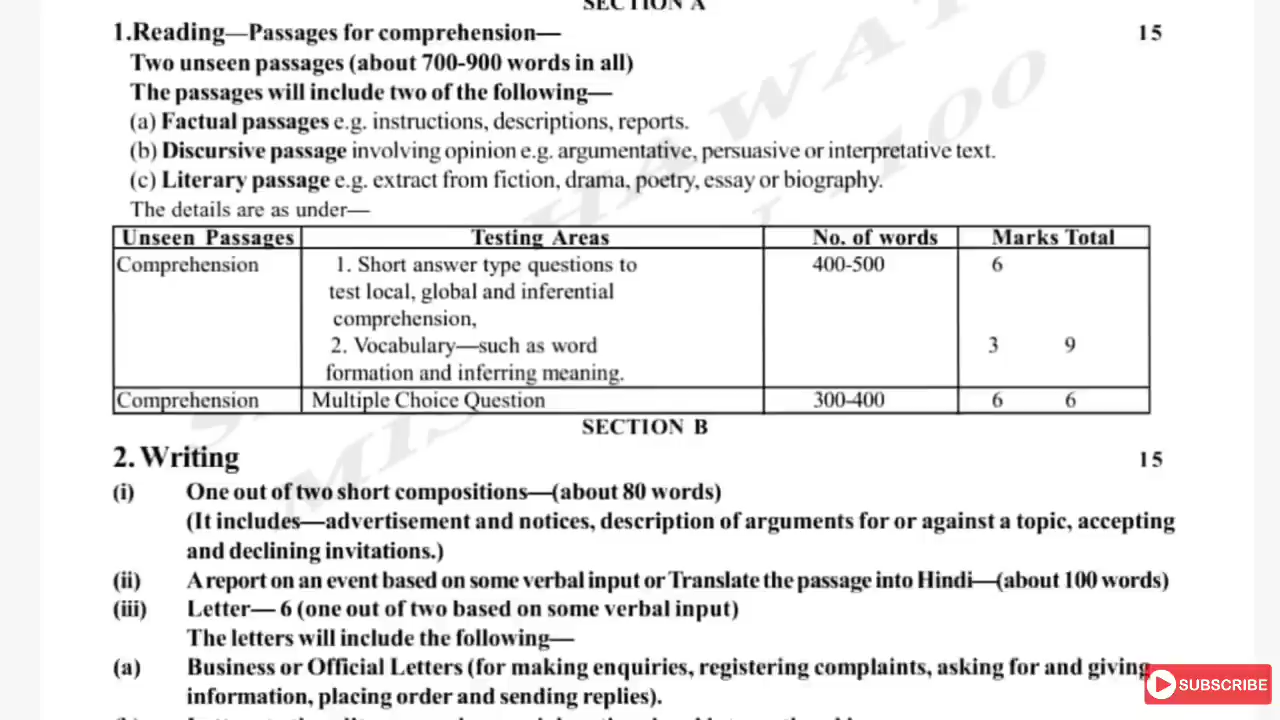 SECTION A
1.Reading—Passages for comprehension— 15
Two unseen passages (about 700-900 words in all)
The passages will include two of the following—
(a) Factual passages e.g. instructions, descriptions, reports.
(b) Discursive passage involving opinion e.g. argumentative, persuasive or interpretative text.
(c) Literary passage e.g. extract from fiction, drama, poetry, essay or biography.
The details are as under—
Unseen Passages Testing Areas No. of words Marks Total
Comprehension 1. Short answer type questions to 400-500 6
test local, global and inferential
comprehension,
2. Vocabulary—such as word 3 9
formation and inferring meaning.
Comprehension Multiple Choice Question 300-400 6 6
SECTION B
2. Writing 15
(i) One out of two short compositions—(about 80 words)
(It includes—advertisement and notices, description of arguments for or against a topic, accepting
and declining invitations.)
(ii) A report on an event based on some verbal input or Translate the passage into Hindi—(about 100 words)
(iii) Letter— 6 (one out of two based on some verbal input)
The letters will include the following—
(a) Business or Official Letters (for making enquiries, registering complaints, asking for and giving
information, placing order and sending replies).
SUBSCRIBE